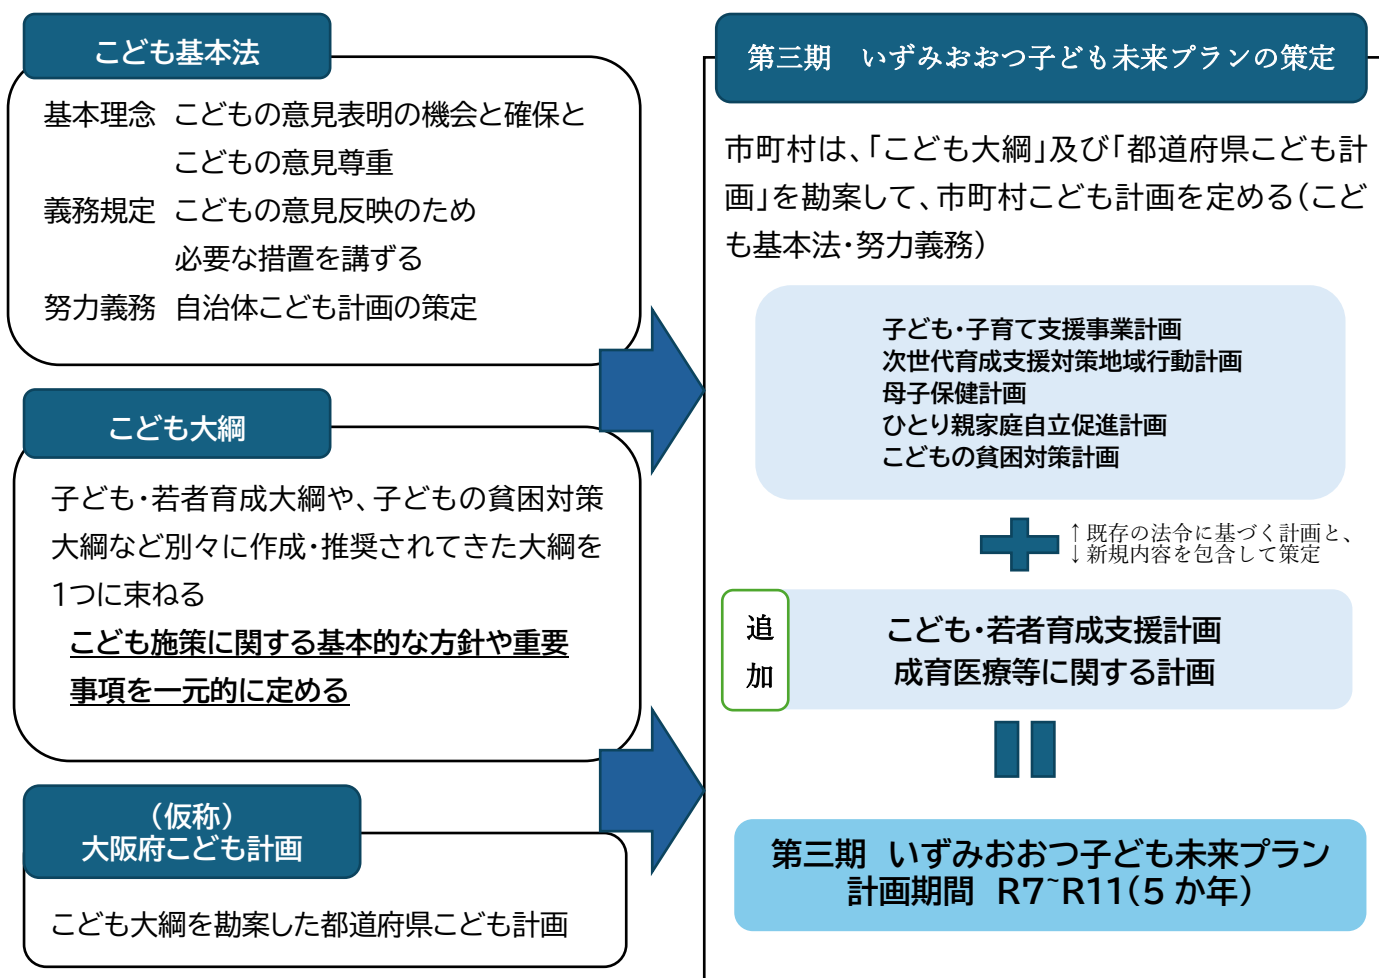 こども基本法
基本理念 こどもの意見表明の機会と確保と
こどもの意見尊重
義務規定 こどもの意見反映のため
必要な措置を講ずる
努力義務 自治体こども計画の策定
こども大綱
子ども・若者育成大綱や、子どもの貧困対策
大綱など別々に作成・推奨されてきた大綱を
1つに束ねる
こども施策に関する基本的な方針や重要
事項を一元的に定める
（仮称）
大阪府こども計画
こども大綱を勘案した都道府県こども計画
第三期 いずみおおつ子ども未来プランの策定
市町村は、「こども大綱」及び「都道府県こども計
画」を勘案して、市町村こども計画を定める（こど
も基本法・努力義務）
子ども・子育て支援事業計画
次世代育成支援対策地域行動計画
母子保健計画
ひとり親家庭自立促進計画
こどもの貧困対策計画
↑既存の法令に基づく計画と、
↓新規内容を包含して策定
追
加
こども・若者育成支援計画
成育医療等に関する計画
第三期 いずみおおつ子ども未来プラン
計画期間 R7~R11(5 か年)